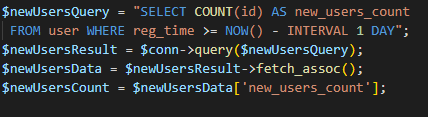 $newUsersQuery = "SELECT COUNT(id) AS new_users_count
FROM user WHERE reg_time >= NOW() - INTERVAL 1 DAY";
$newUsersResult = $conn->query($newUsersQuery);
$newUsersData = $newUsersResult->fetch_assoc();
$newUsersCount = $newUsersData['new_users_count'];